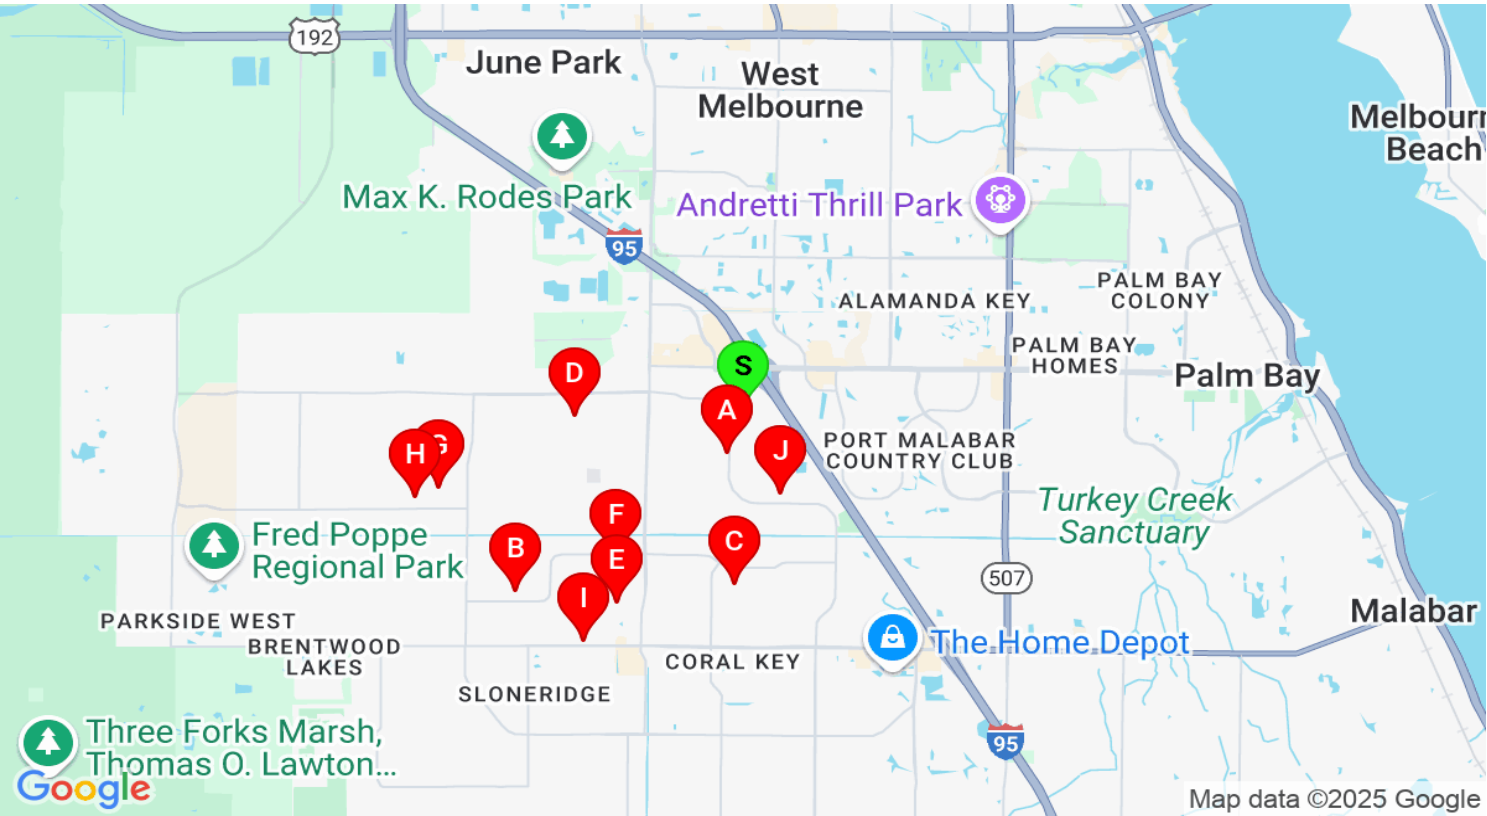 192
June Park
West
Melbourne
Melbourn
Beach
Max K. Rodes Park
Andretti Thrill Park
95
PALM BAY
COLONY
ALAMANDA KEY
PALM BAY
HOMES
S
D
Palm Bay
A
H
G
J
PORT MALABAR
COUNTRY CLUB
Turkey Creek
Sanctuary
F
Fred Poppe
Regional Park
B
E
C
507
I
PARKSIDE WEST
BRENTWOOD
LAKES
The Home Depot
Malabar
CORAL KEY
SLONERIDGE
Three Forks Marsh,
Thomas O. Lawton...
95
Google
Map data ©2025 Google